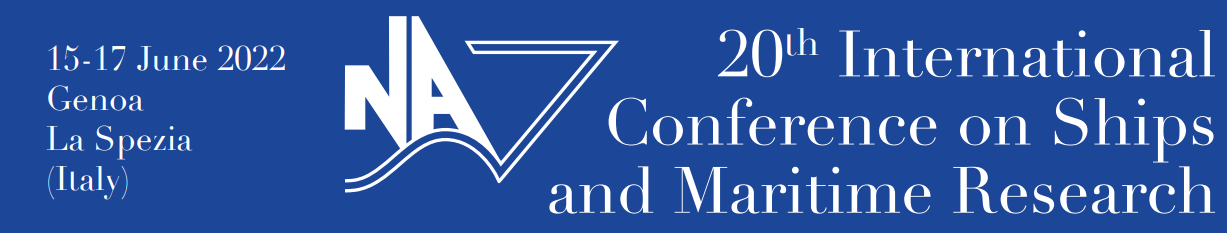 15-17 June 2022
Genoa
La Spezia
(Italy)
NA
20th International
Conference on Ships
and Maritime Research